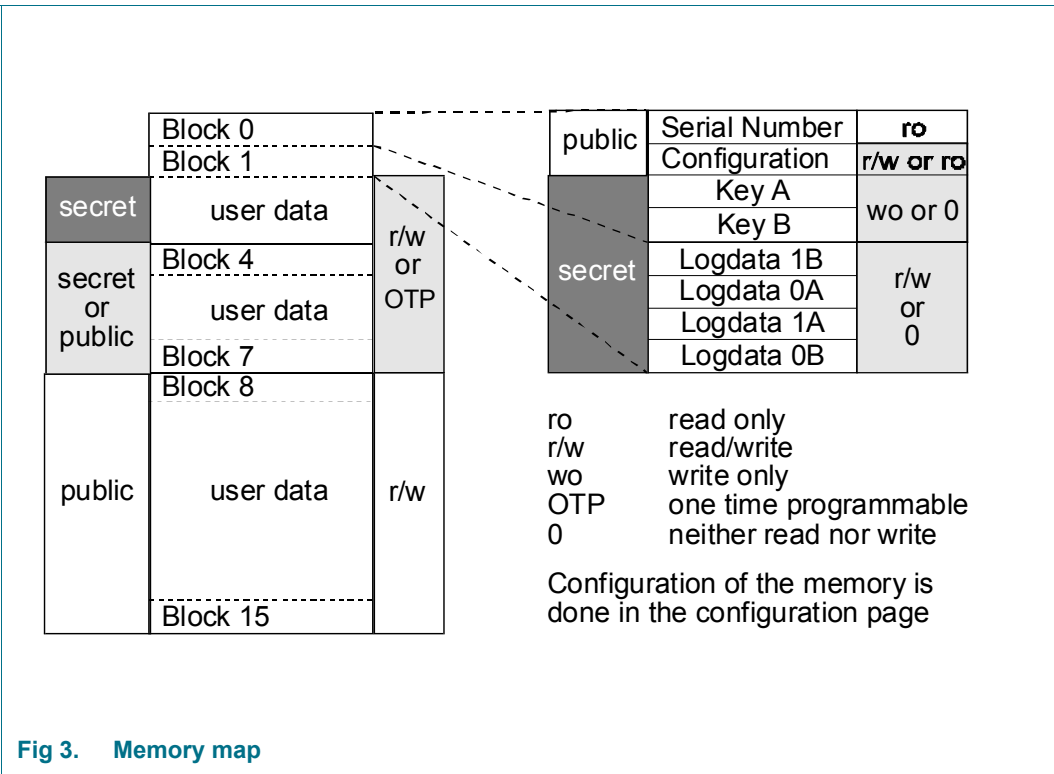 Block 0
Block 1
secret
user data
r/w
or
OTP
Block 4
secret
or
public
user data
Block 7
Block 8
public
user data
r/w
Block 15
public
Serial Number
ro
Configuration
r/w or ro
secret
Key A
wo or 0
Key B
Logdata 1B
r/w
or
0
Logdata 0A
Logdata 1A
Logdata 0B
ro read only
r/w read/write
wo write only
OTP one time programmable
0 neither read nor write
Configuration of the memory is
done in the configuration page
Fig 3. Memory map